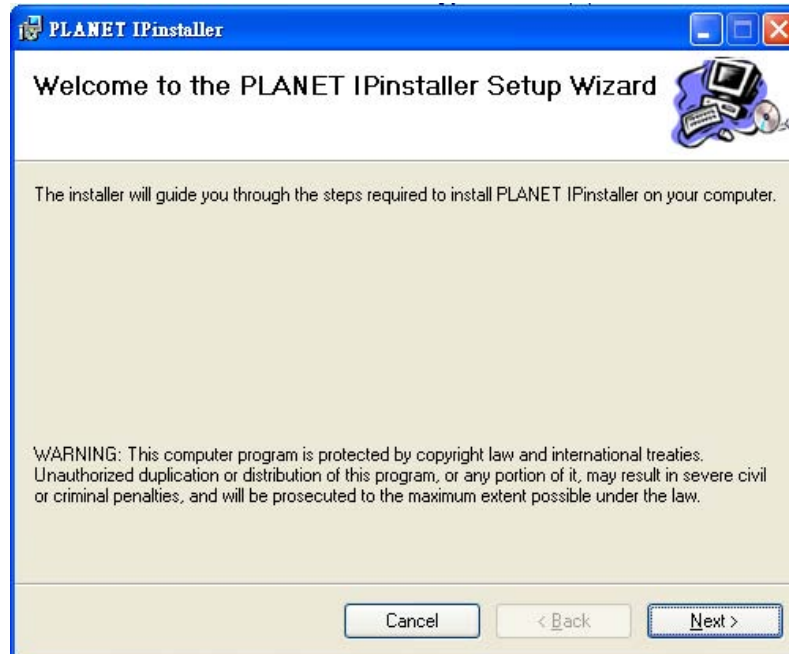 PLANET IPinstaller
Welcome to the PLANET IPinstaller Setup Wizard
The installer will guide you through the steps required to install PLANET IPinstaller on your computer.
WARNING: This computer program is protected by copyright law and international treaties.
Unauthorized duplication or distribution of this program, or any portion of it, may result in severe civil
or criminal penalties, and will be prosecuted to the maximum extent possible under the law.
Cancel < Back Next >